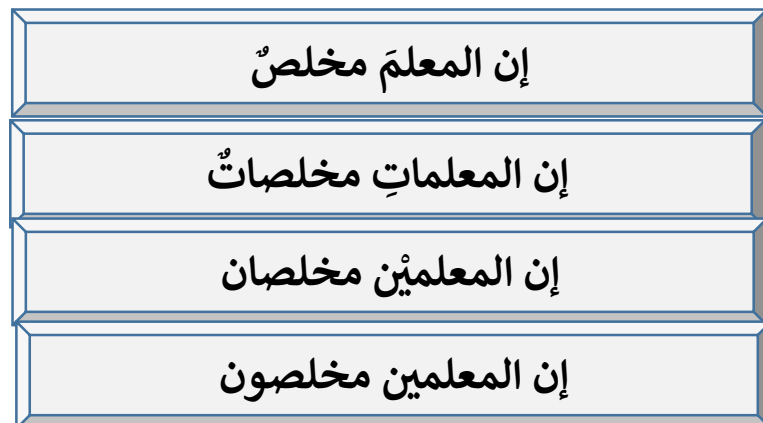 إن المعلمَ مخلصٌ
إن المعلماتِ مخلصاتٌ
إن المعلميْن مخلصان
إن المعلمين مخلصون